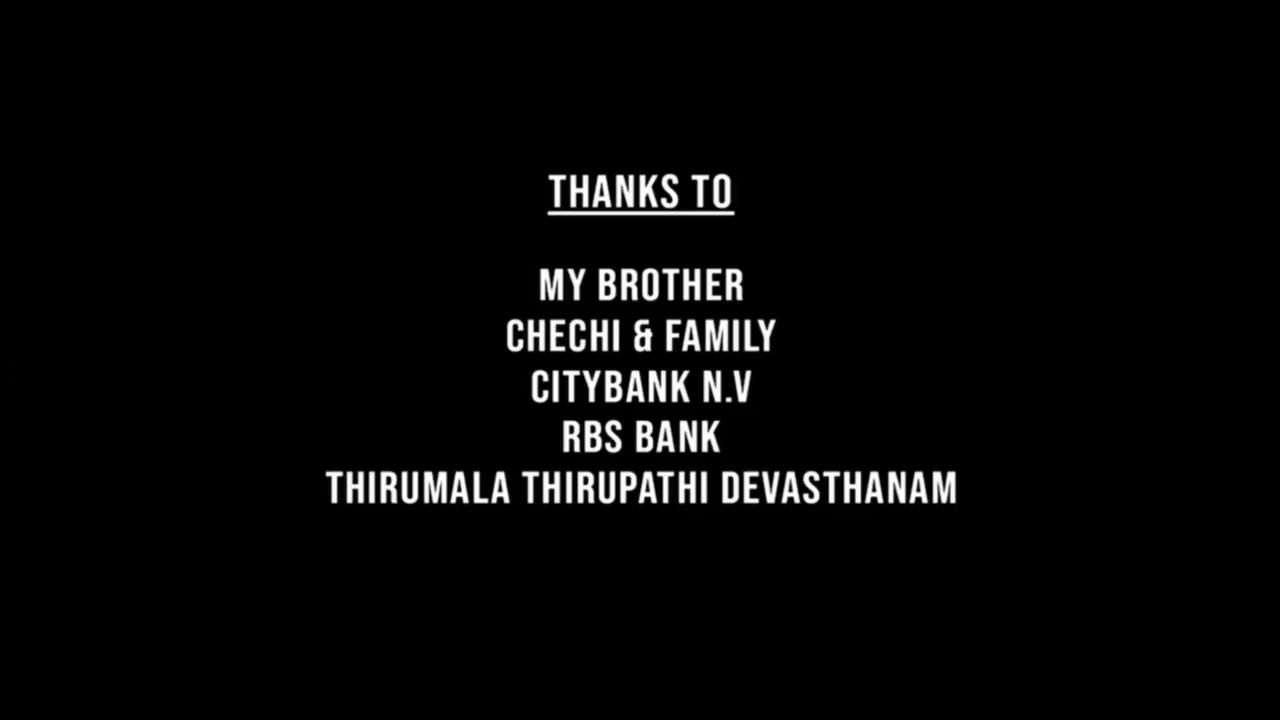 THANKS TO
MY BROTHER
CHECHI & FAMILY
CITYBANK N.V
RBS BANK
THIRUMALA THIRUPATHI DEVASTHANAM